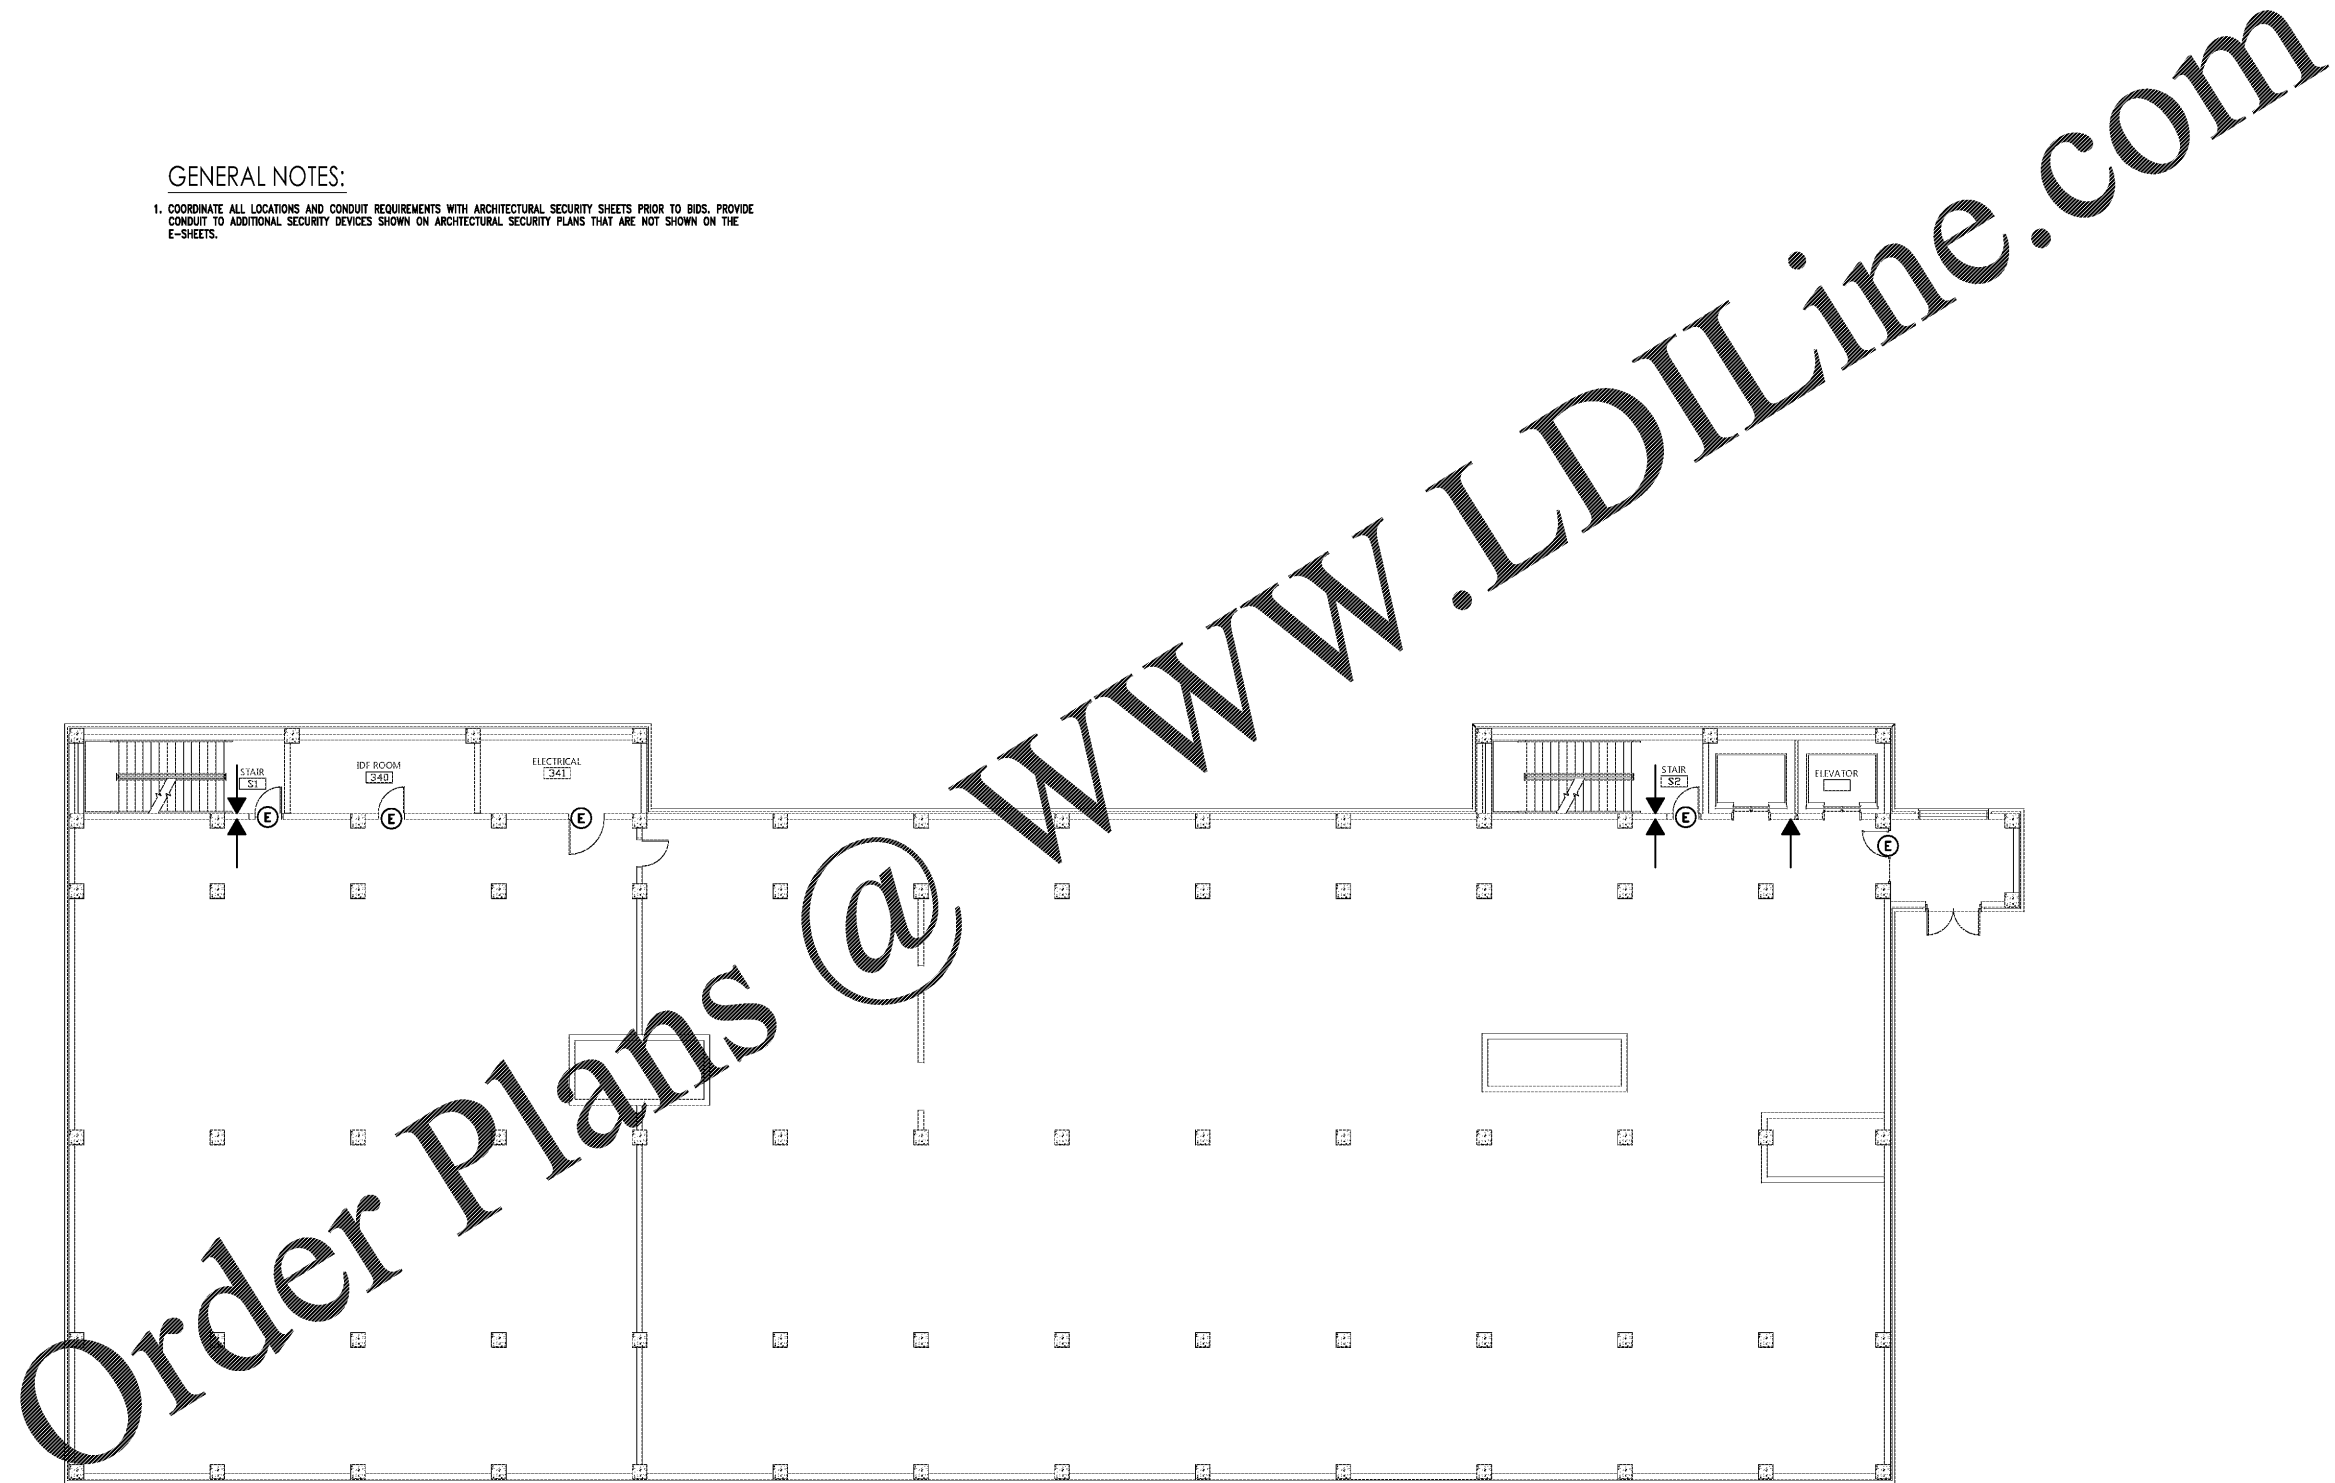 GENERAL NOTES:
1. COORDINATE ALL LOCATIONS AND CONDUIT REQUIREMENTS WITH ARCHITECTURAL SECURITY SHEETS PRIOR TO BIDS. PROVIDE
CONDUIT TO ADDITIONAL SECURITY DEVICES SHOWN ON ARCHTECTURAL SECURITY PLANS THAT ARE NOT SHOWN ON THE
E-SHEETS.
Order Plans @ www.LDILine.com
STAIR
S1
IDF ROOM
340
ELECTRICAL
341
STAIR
S2
ELEVATOR
E
E
E
E
E